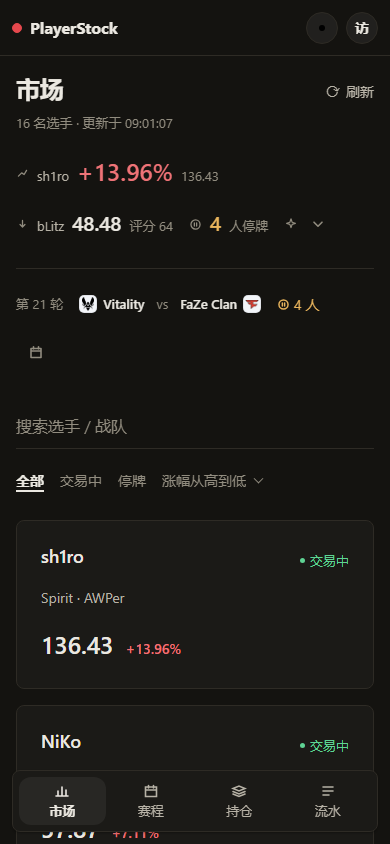 PlayerStock
访
市场
刷新
16 名选手 · 更新于 09:01:07
sh1ro +13.96% 136.43
bLitz 48.48 评分 64 4 人停牌
第 21 轮 Vitality vs FaZe Clan 4 人
搜索选手 / 战队
全部 交易中 停牌 涨幅从高到低
sh1ro
交易中
Spirit · AWPer
136.43 +13.96%
NiKo
交易中
市场 赛程 持仓 流水